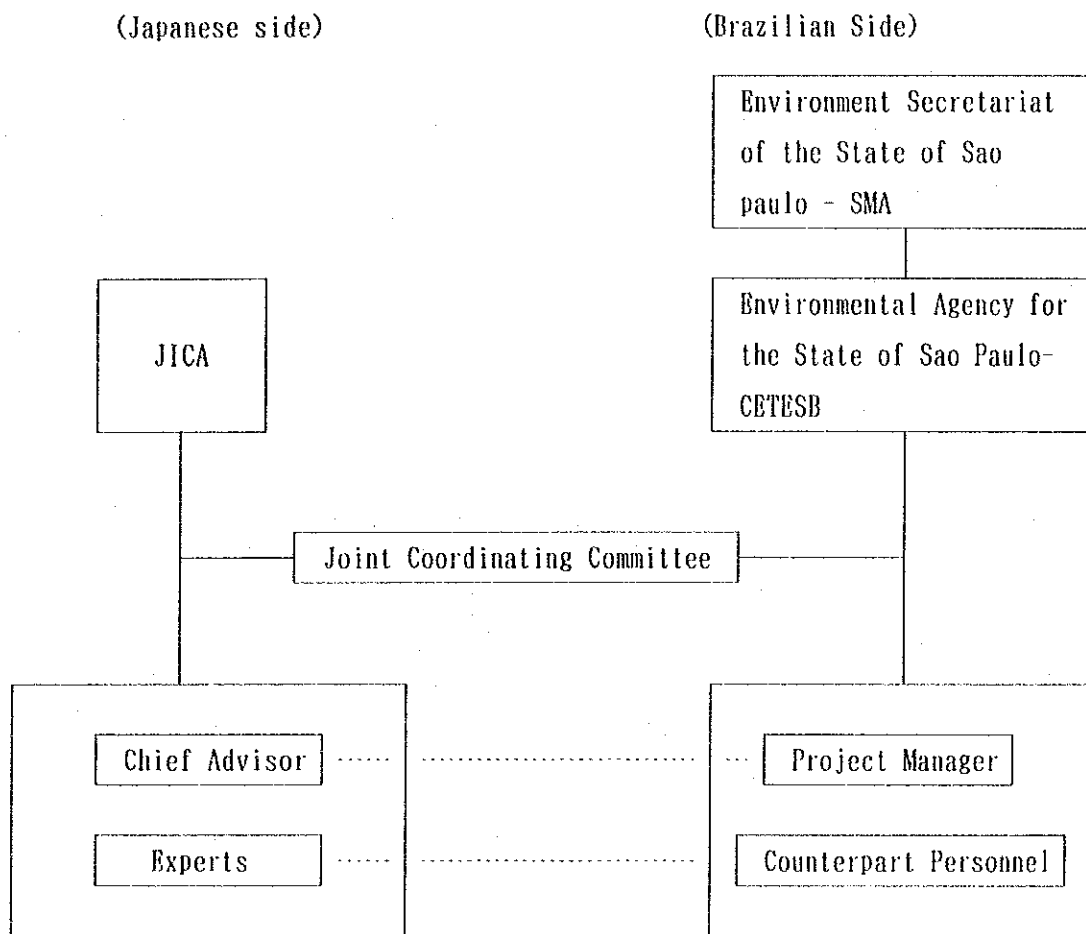 (Japanese side)
(Brazilian Side)
Environment Secretariat
of the State of Sao
paulo - SMA
JICA
Environmental Agency for
the State of Sao Paulo-
CETESB
Joint Coordinating Committee
Chief Advisor
Project Manager
Experts
Counterpart Personnel